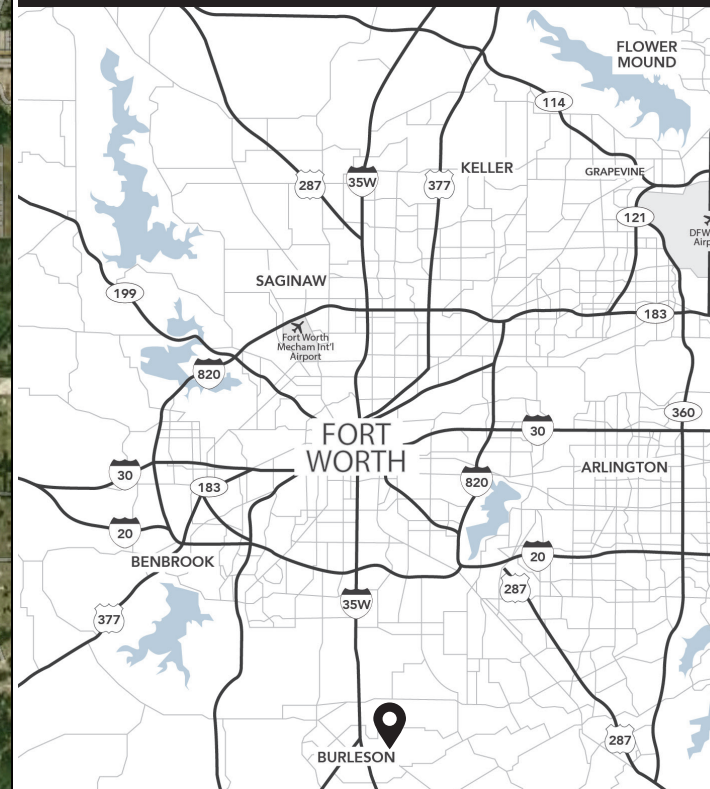 FLOWER
MOUND
114
KELLER
GRAPEVINE
287
35W
377
121
DFW
Airp
SAGINAW
199
183
Fort Worth
Mecham Int'l
Airport
820
360
FORT
WORTH
30
ARLINGTON
30
183
820
20
20
BENBROOK
287
35W
377
287
BURLESON